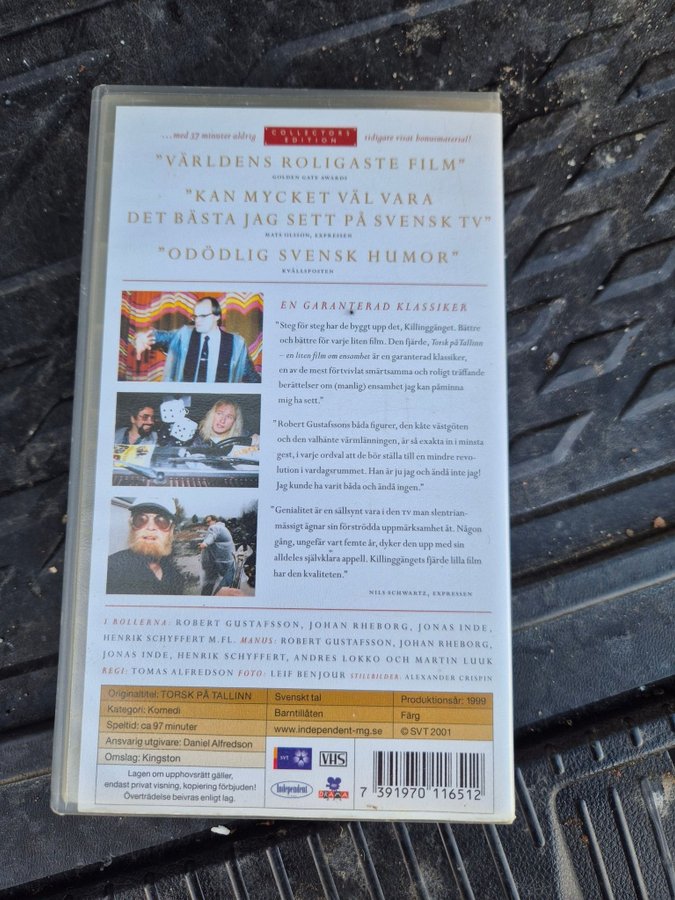 ...med 37 minuter aldrig COLLECTORS EDITION tidigare visat bonusmaterial!
"VÄRLDENS ROLIGASTE FILM"
GOLDEN GATE AWARDS
"KAN MYCKET VÄL VARA
DET BÄSTA JAG SETT PÅ SVENSK TV"
MATS OLSSON, EXPRESSEN
"ODÖDLIG SVENSK HUMOR"
KVÄLLSPOSTEN
EN GARANTERAD KLASSIKER
"Steg för steg har de byggt upp det, Killinggänget. Bättre
och bättre för varje liten film. Den fjärde, Torsk på Tallinn
– en liten film om ensamhet är en garanterad klassiker,
en av de mest förtvivlat smärtsamma och roligt träffande
berättelser om (manlig) ensamhet jag kan påminna
mig ha sett."
"Robert Gustafssons båda figurer, den kåte västgöten
och den valhänte värmlänningen, är så exakta in i minsta
gest, i varje ordval att de bör ställa till en mindre revo-
lution i vardagsrummet. Han är ju jag och ändå inte jag!
Jag kunde ha varit båda och ändå ingen."
"Genialitet är en sällsynt vara i den TV man slentrian-
mässigt ägnar sin förströdda uppmärksamhet åt. Någon
gång, ungefär vart femte år, dyker den upp med sin
alldeles självklara appell. Killinggängets fjärde lilla film
har den kvaliteten."
NILS SCHWARTZ, EXPRESSEN
I ROLLERNA: ROBERT GUSTAFSSON, JOHAN RHEBORG, JONAS INDE,
HENRIK SCHYFFERT M.FL. MANUS: ROBERT GUSTAFSSON, JOHAN RHEBORG,
JONAS INDE, HENRIK SCHYFFERT, ANDRES LOKKO OCH MARTIN LUUK
REGI: TOMAS ALFREDSON FOTO: LEIF BENJOUR STILLBILDER: ALEXANDER CRISPIN
Originaltitel: TORSK PÅ TALLINN Svenskt tal Produktionsår: 1999
Kategori: Komedi Barntillåten Färg
Speltid: ca 97 minuter www.independent-mg.se © SVT 2001
Ansvarig utgivare: Daniel Alfredson
Omslag: Kingston
SVT VHS
Lagen om upphovsrätt gäller,
endast privat visning, kopiering förbjuden!
Överträdelse beivras enligt lag.
Independent DRAMA
7 391970 116512